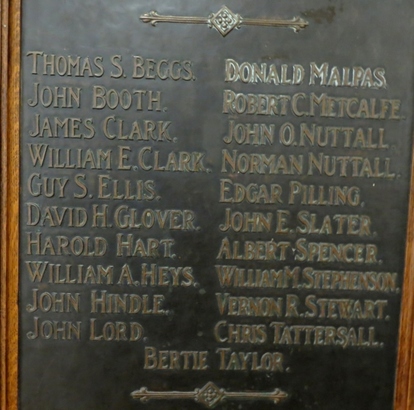 THOMAS S. BEGGS.
JOHN BOOTH.
JAMES CLARK.
WILLIAM E. CLARK.
GUY S. ELLIS.
DAVID H. GLOVER.
HAROLD HART.
WILLIAM A. HEYS.
JOHN HINDLE.
JOHN LORD.
DONALD MALPAS.
ROBERT C. METCALFE.
JOHN O. NUTTALL
NORMAN NUTTALL.
EDGAR PILLING.
JOHN E. SLATER.
ALBERT SPENCER.
WILLIAM M. STEPHENSON.
VERNON R. STEWART.
CHRIS TATTERSALL.
BERTIE TAYLOR.